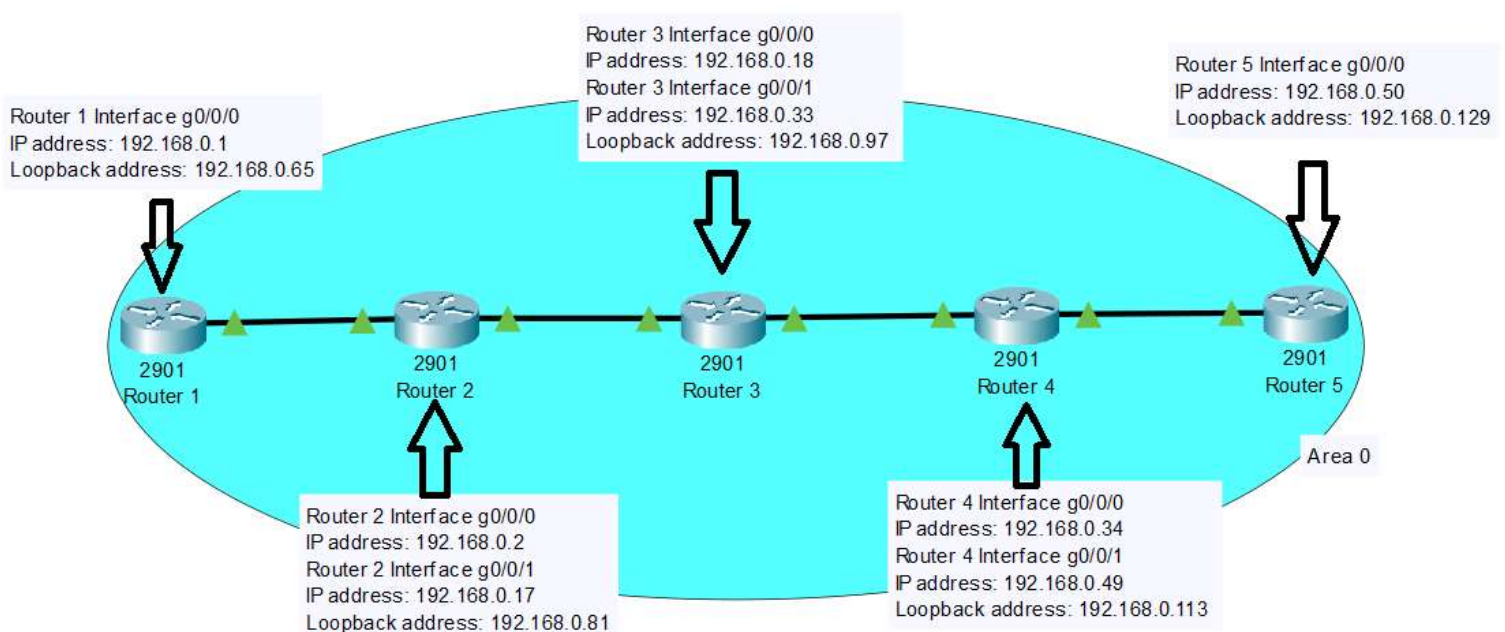 Router 3 Interface g0/0/0
IP address: 192.168.0.18
Router 3 Interface g0/0/1
IP address: 192.168.0.33
Loopback address: 192.168.0.97
Router 5 Interface g0/0/0
IP address: 192.168.0.50
Loopback address: 192.168.0.129
Router 1 Interface g0/0/0
IP address: 192.168.0.1
Loopback address: 192.168.0.65
2901
Router 1
2901
Router 2
2901
Router 3
2901
Router 4
2901
Router 5
Area 0
Router 2 Interface g0/0/0
IP address: 192.168.0.2
Router 2 Interface g0/0/1
IP address: 192.168.0.17
Loopback address: 192.168.0.81
Router 4 Interface g0/0/0
IP address: 192.168.0.34
Router 4 Interface g0/0/1
IP address: 192.168.0.49
Loopback address: 192.168.0.113